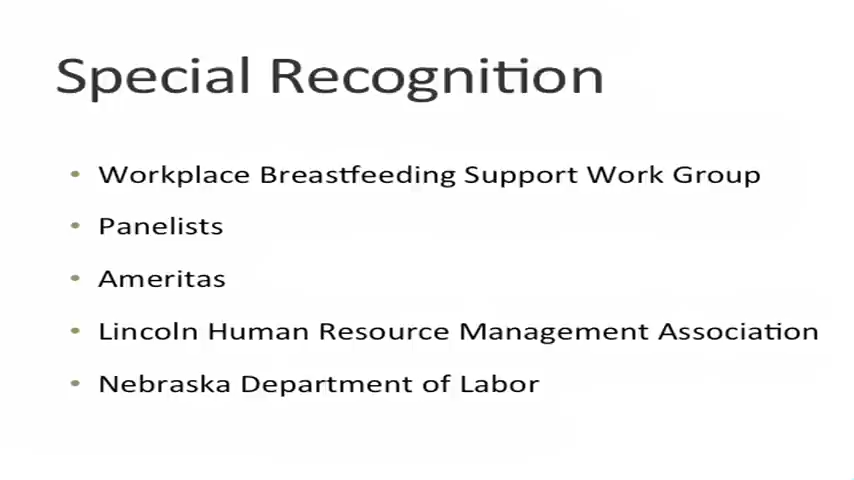 Special Recognition
• Workplace Breastfeeding Support Work Group
• Panelists
• Ameritas
• Lincoln Human Resource Management Association
• Nebraska Department of Labor